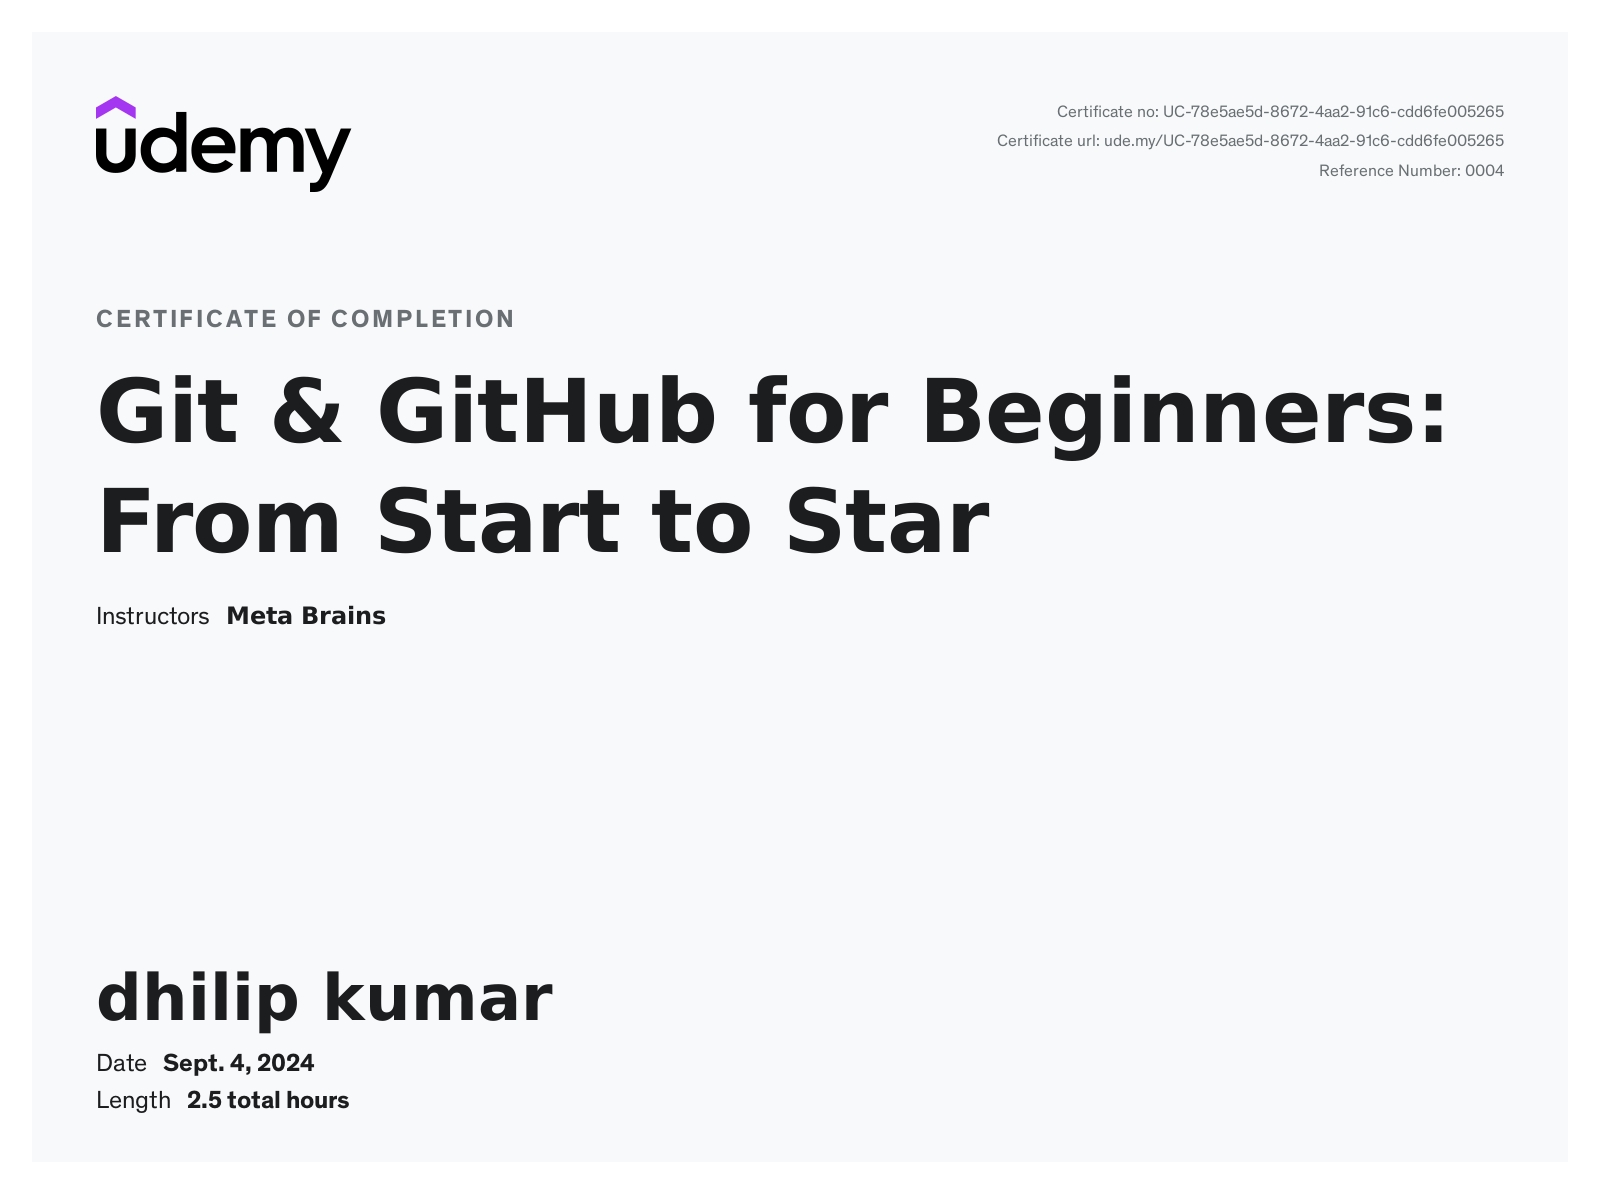 udemy
Certificate no: UC-78e5ae5d-8672-4aa2-91c6-cdd6fe005265
Certificate url: ude.my/UC-78e5ae5d-8672-4aa2-91c6-cdd6fe005265
Reference Number: 0004
CERTIFICATE OF COMPLETION
Git & GitHub for Beginners:
From Start to Star
Instructors Meta Brains
dhilip kumar
Date Sept. 4, 2024
Length 2.5 total hours